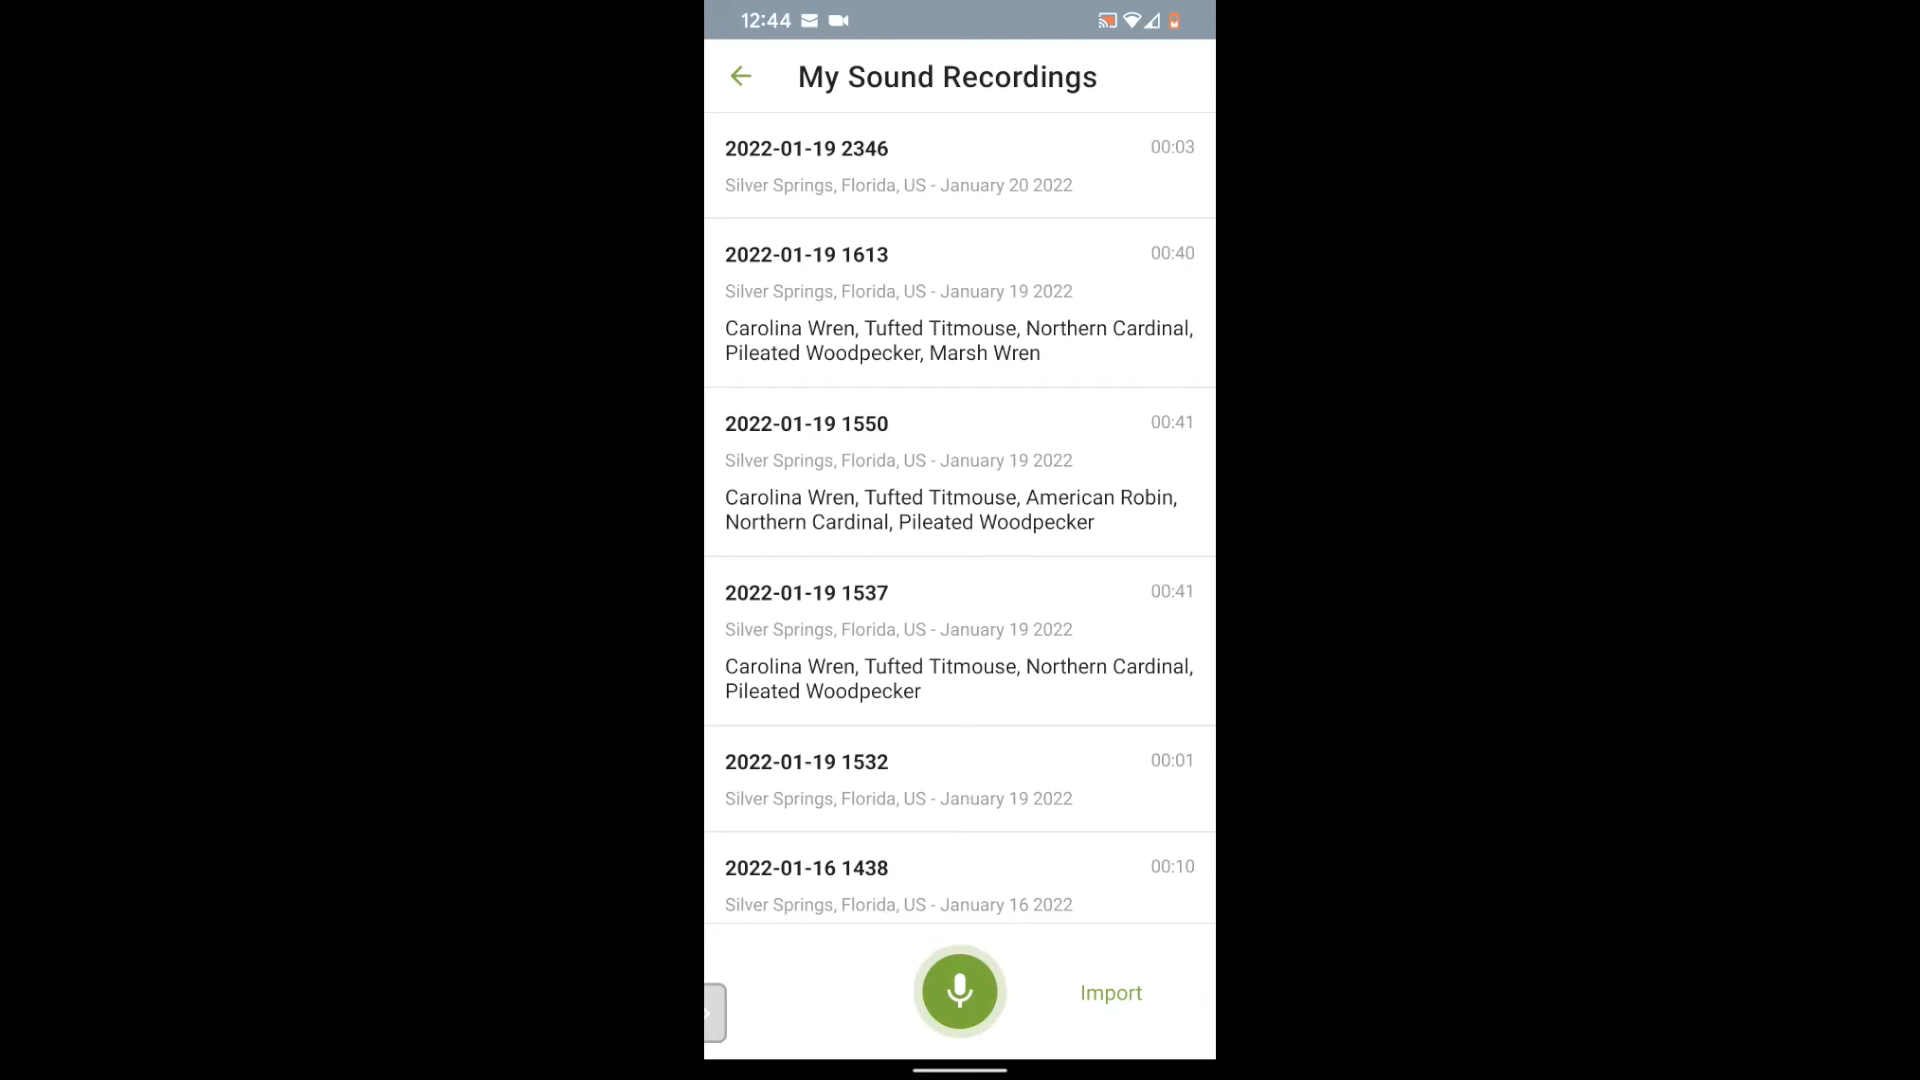 12:44
My Sound Recordings
2022-01-19 2346 00:03
Silver Springs, Florida, US - January 20 2022
2022-01-19 1613 00:40
Silver Springs, Florida, US - January 19 2022
Carolina Wren, Tufted Titmouse, Northern Cardinal,
Pileated Woodpecker, Marsh Wren
2022-01-19 1550 00:41
Silver Springs, Florida, US - January 19 2022
Carolina Wren, Tufted Titmouse, American Robin,
Northern Cardinal, Pileated Woodpecker
2022-01-19 1537 00:41
Silver Springs, Florida, US - January 19 2022
Carolina Wren, Tufted Titmouse, Northern Cardinal,
Pileated Woodpecker
2022-01-19 1532 00:01
Silver Springs, Florida, US - January 19 2022
2022-01-16 1438 00:10
Silver Springs, Florida, US - January 16 2022
Import